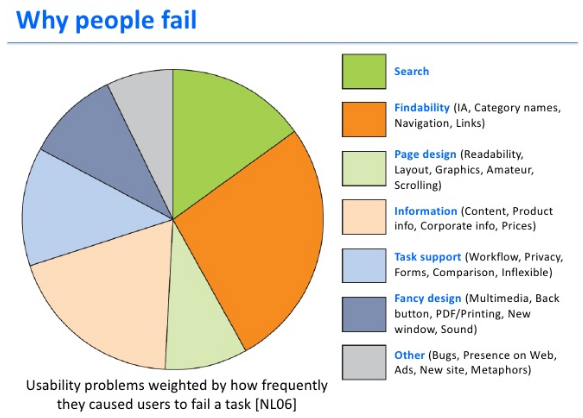 Why people fail
Search
Findability (IA, Category names,
Navigation, Links)
Page design (Readability,
Layout, Graphics, Amateur,
Scrolling)
Information (Content, Product
info, Corporate info, Prices)
Task support (Workflow, Privacy,
Forms, Comparison, Inflexible)
Fancy design (Multimedia, Back
button, PDF/Printing, New
window, Sound)
Other (Bugs, Presence on Web,
Ads, New site, Metaphors)
Usability problems weighted by how frequently
they caused users to fail a task [NL06]